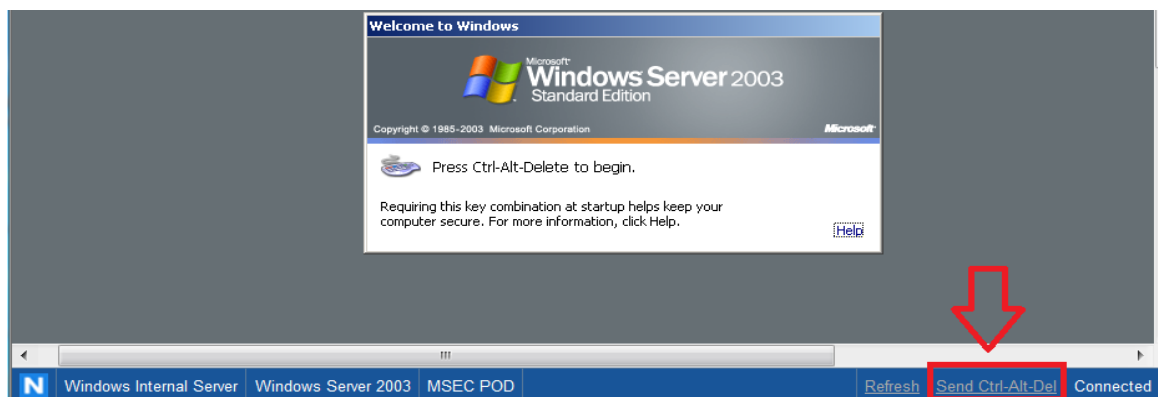 Welcome to Windows
Microsoft
Windows Server 2003
Standard Edition
Copyright © 1985-2003 Microsoft Corporation
Microsoft
Press Ctrl-Alt-Delete to begin.
Requiring this key combination at startup helps keep your
computer secure. For more information, click Help.
Help
N Windows Internal Server Windows Server 2003 MSEC POD Refresh Send Ctrl-Alt-Del Connected